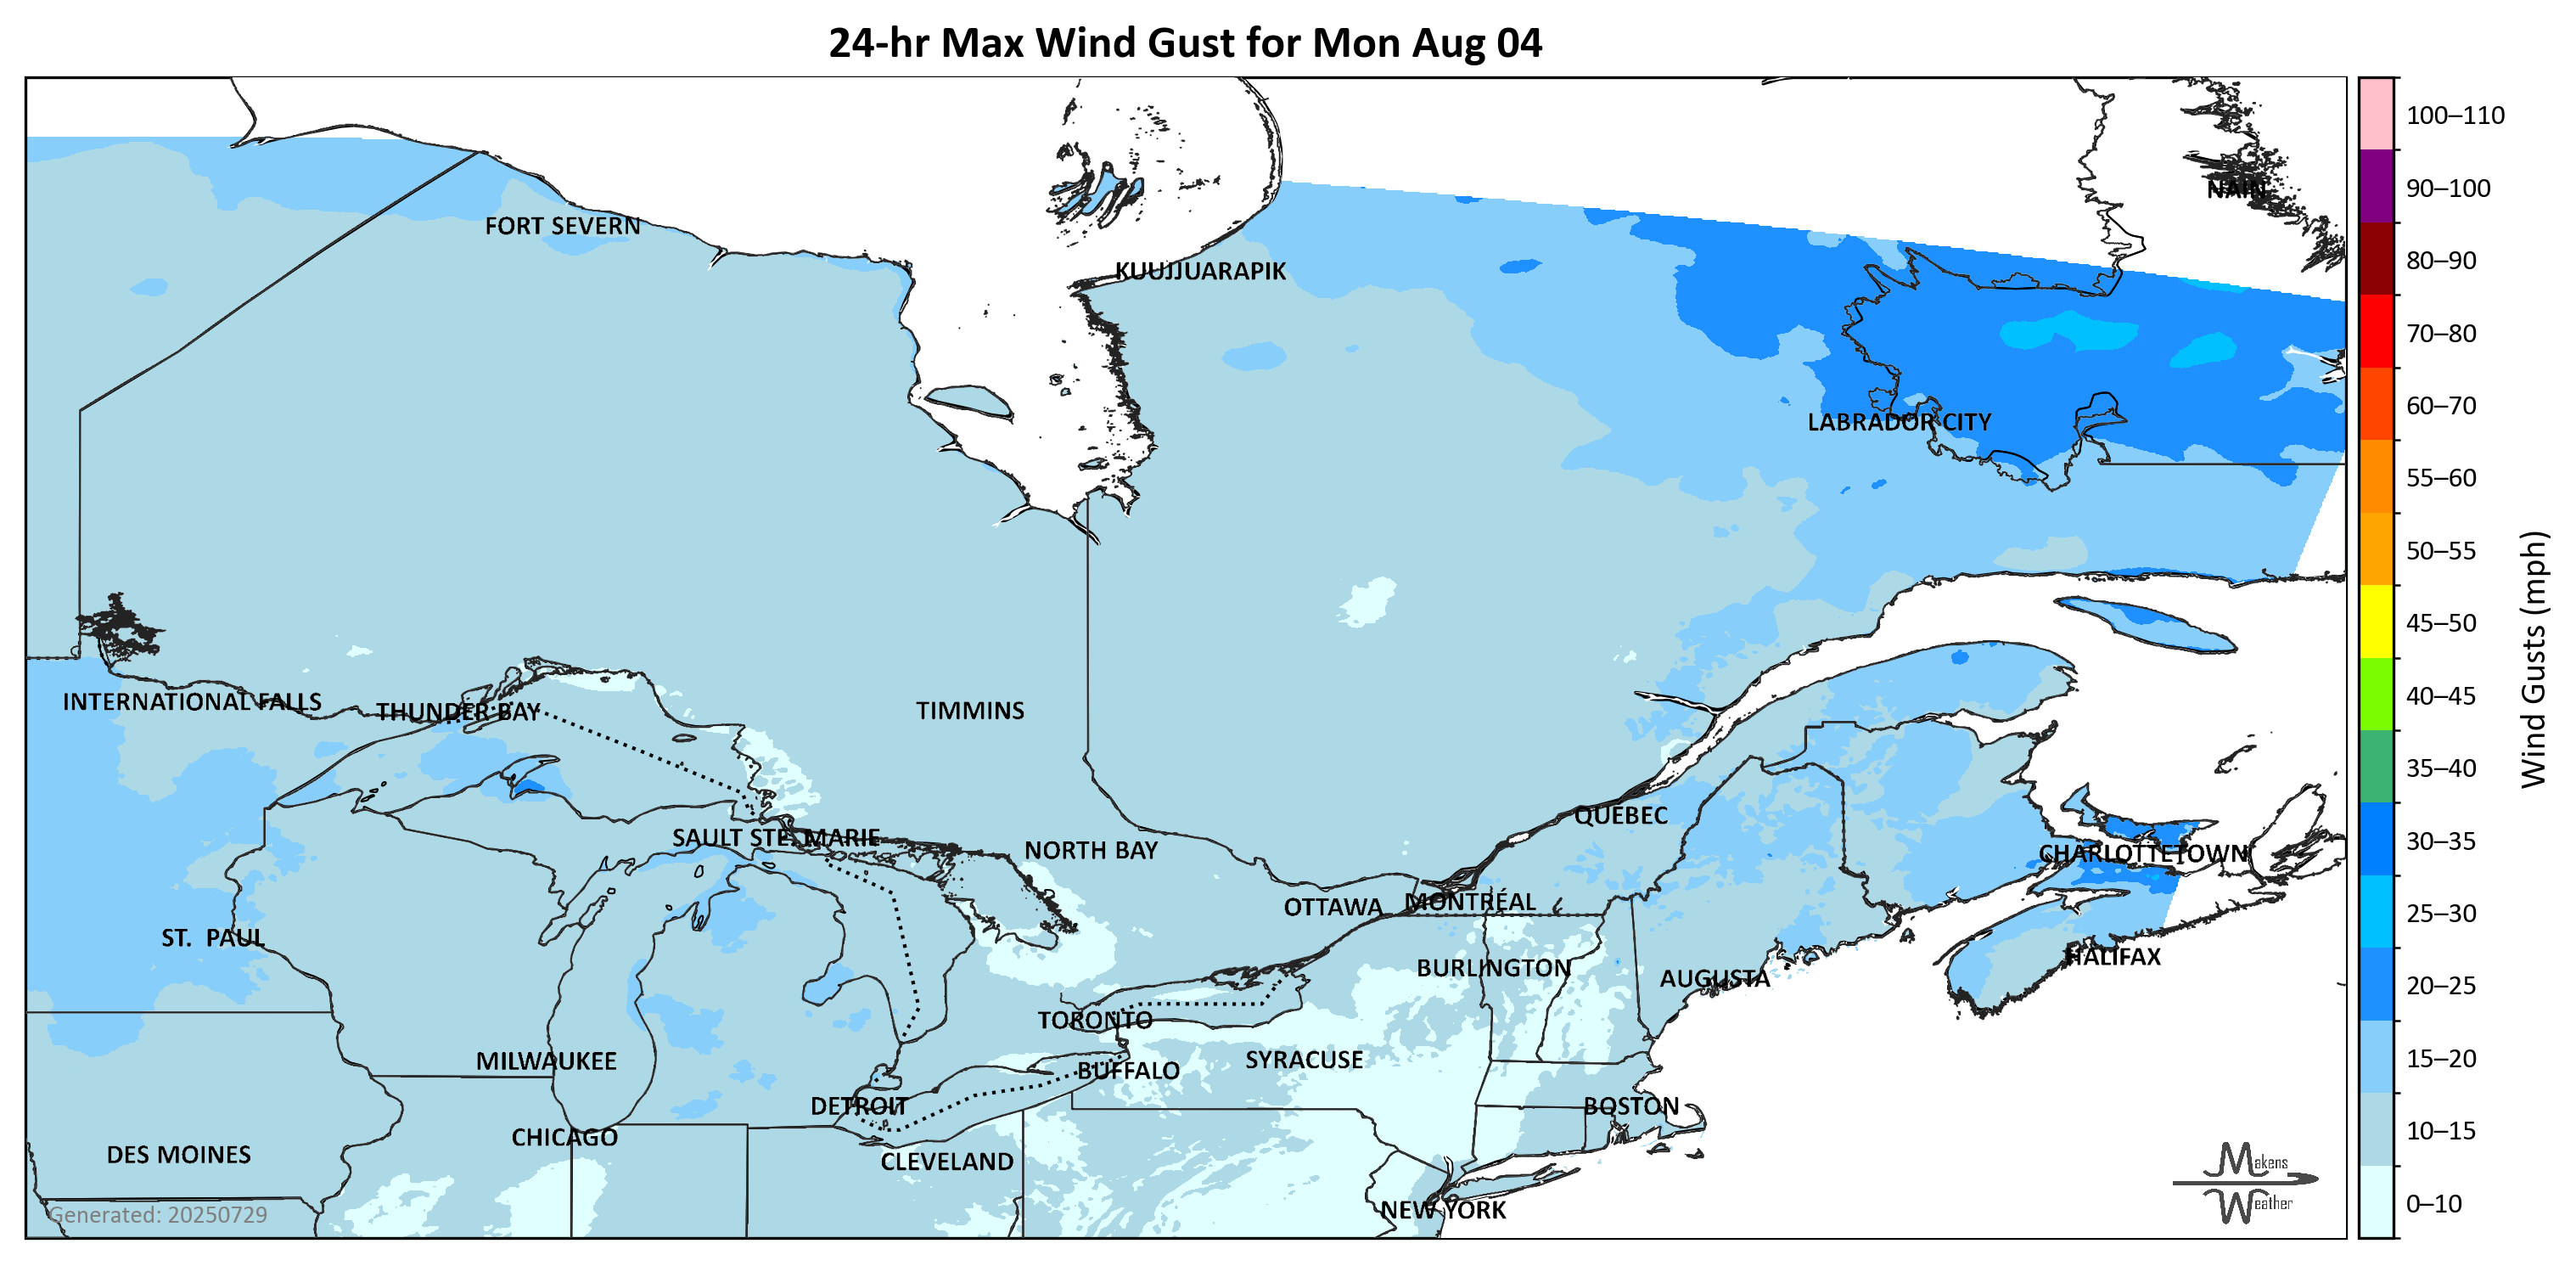 24-hr Max Wind Gust for Mon Aug 04
100–110
90–100
NAIN
FORT SEVERN
80–90
KUUJJUARAPIK
70–80
60–70
LABRADOR CITY
55–60
50–55
45–50
40–45
INTERNATIONAL FALLS
THUNDER BAY
TIMMINS
35–40
Wind Gusts (mph)
QUEBEC
SAULT STE. MARIE
30–35
NORTH BAY
CHARLOTTETOWN
OTTAWA
MONTRÉAL
25–30
ST. PAUL
HALIFAX
BURLINGTON
AUGUSTA
20–25
TORONTO
MILWAUKEE
SYRACUSE
15–20
BUFFALO
DETROIT
BOSTON
CHICAGO
10–15
DES MOINES
CLEVELAND
Makens
Weather
NEW YORK
0–10
Generated: 20250729